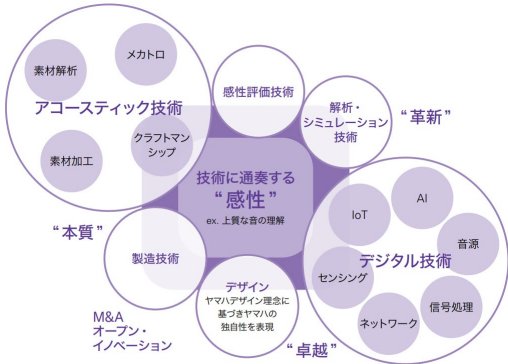 メカトロ
素材解析
アコースティック技術
クラフトマン
シップ
素材加工
感性評価技術
解析・
シミュレーション
技術
“革新”
技術に通奏する
“感性”
ex. 上質な音の理解
“本質”
製造技術
デザイン
ヤマハデザイン理念に
基づきヤマハの
独自性を表現
M&A
オープン・
イノベーション
“卓越”
AI
IoT
音源
デジタル技術
センシング
信号処理
ネットワーク